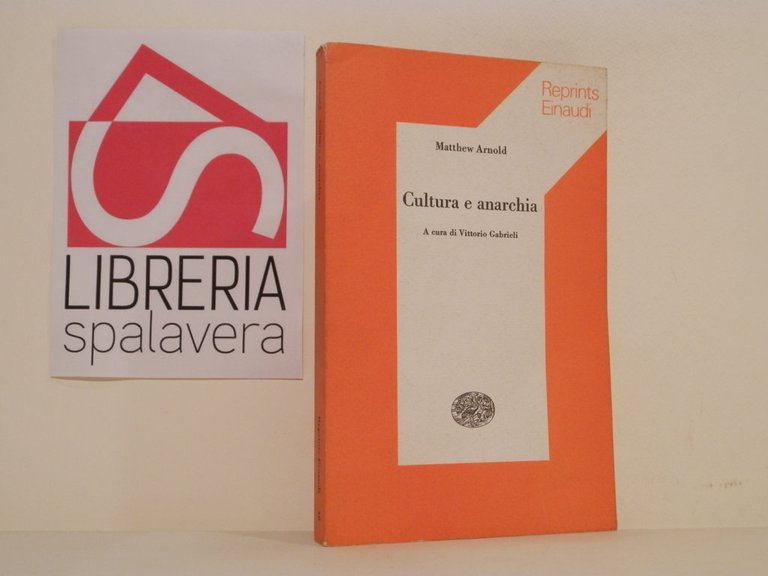 LIBRERIA
spalavera
Reprints
Einaudi
Matthew Arnold
Cultura e anarchia
A cura di Vittorio Gabrieli